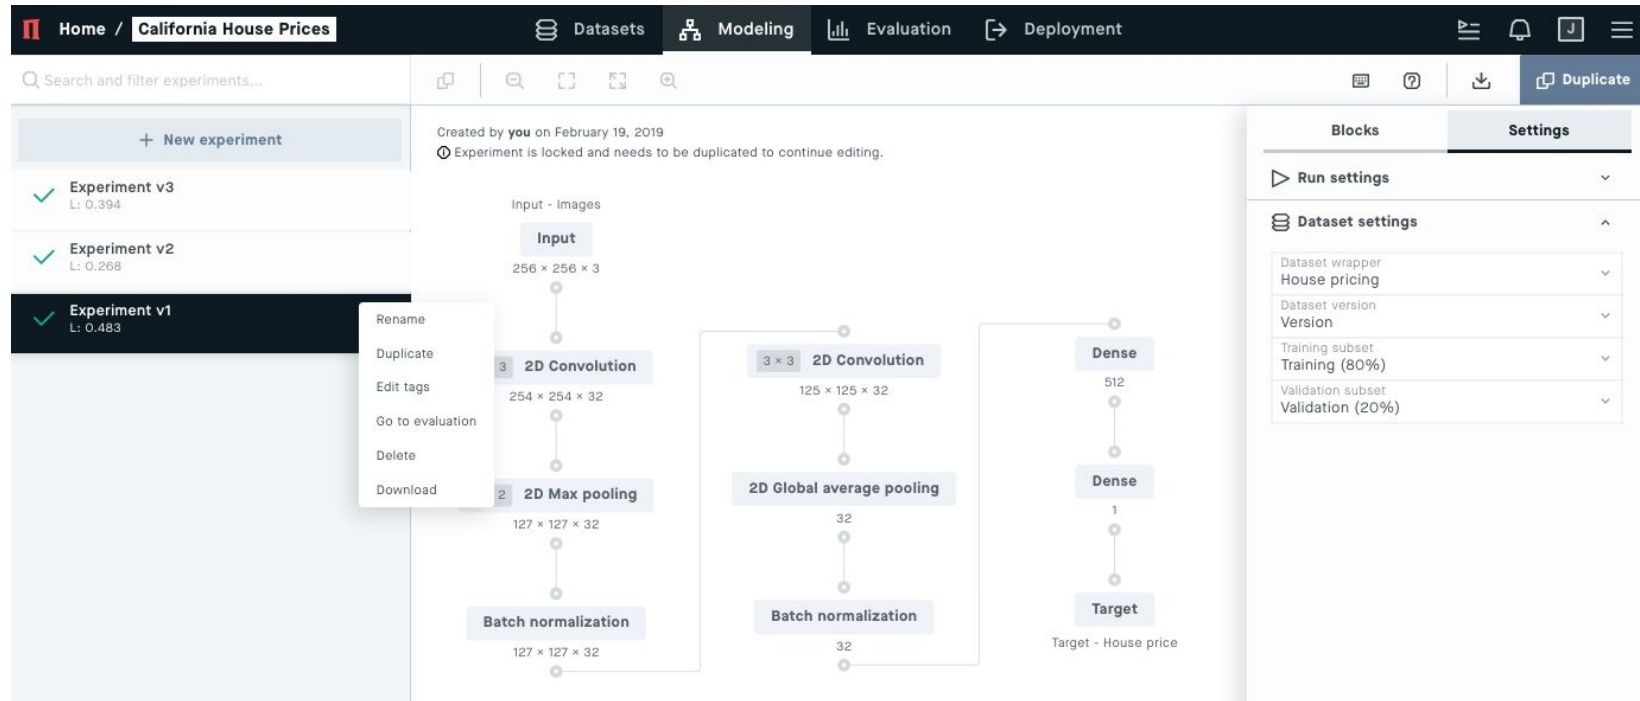 Home / California House Prices
Datasets
Modeling
Evaluation
Deployment
J
Search and filter experiments...
Duplicate
+ New experiment
Experiment v3
L: 0.394
Experiment v2
L: 0.268
Experiment v1
L: 0.483
Rename
Duplicate
Edit tags
Go to evaluation
Delete
Download
Created by you on February 19, 2019
Experiment is locked and needs to be duplicated to continue editing.
Input - Images
Input
256 × 256 × 3
3 2D Convolution
254 × 254 × 32
2 2D Max pooling
127 × 127 × 32
Batch normalization
127 × 127 × 32
3 × 3 2D Convolution
125 × 125 × 32
2D Global average pooling
32
Batch normalization
32
Dense
512
Dense
1
Target
Target - House price
Blocks
Settings
Run settings
Dataset settings
Dataset wrapper
House pricing
Dataset version
Version
Training subset
Training (80%)
Validation subset
Validation (20%)